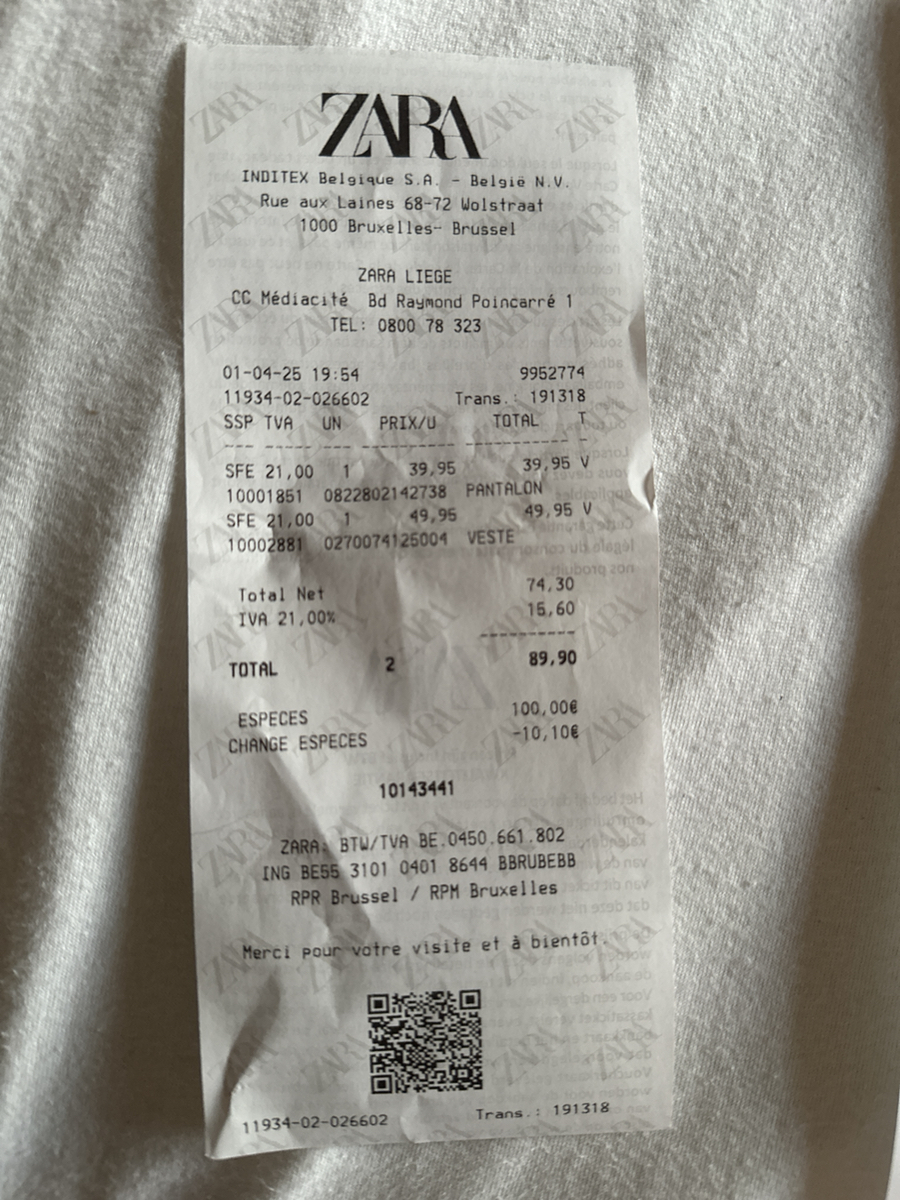 ZARA
INDITEX Belgique S.A. - België N.V.
Rue aux Laines 68-72 Wolstraat
1000 Bruxelles- Brussel
ZARA LIEGE
CC Médiacité Bd Raymond Poincarré 1
TEL: 0800 78 323
01-04-25 19:54 9952774
11934-02-026602 Trans.: 191318
SSP TVA UN PRIX/U TOTAL T
SFE 21,00 1 39,95 39,95 V
10001851 0822802142738 PANTALON
SFE 21,00 1 49,95 49,95 V
10002881 0270074125004 VESTE
Total Net 74,30
IVA 21,00% 15,60
TOTAL 2 89,90
ESPECES 100,00€
CHANGE ESPECES -10,10€
10143441
ZARA: BTW/TVA BE.0450.661.802
ING BE55 3101 0401 8644 BBRUBEBB
RPR Brussel / RPM Bruxelles
Merci pour votre visite et à bientôt.
11934-02-026602 Trans.: 191318